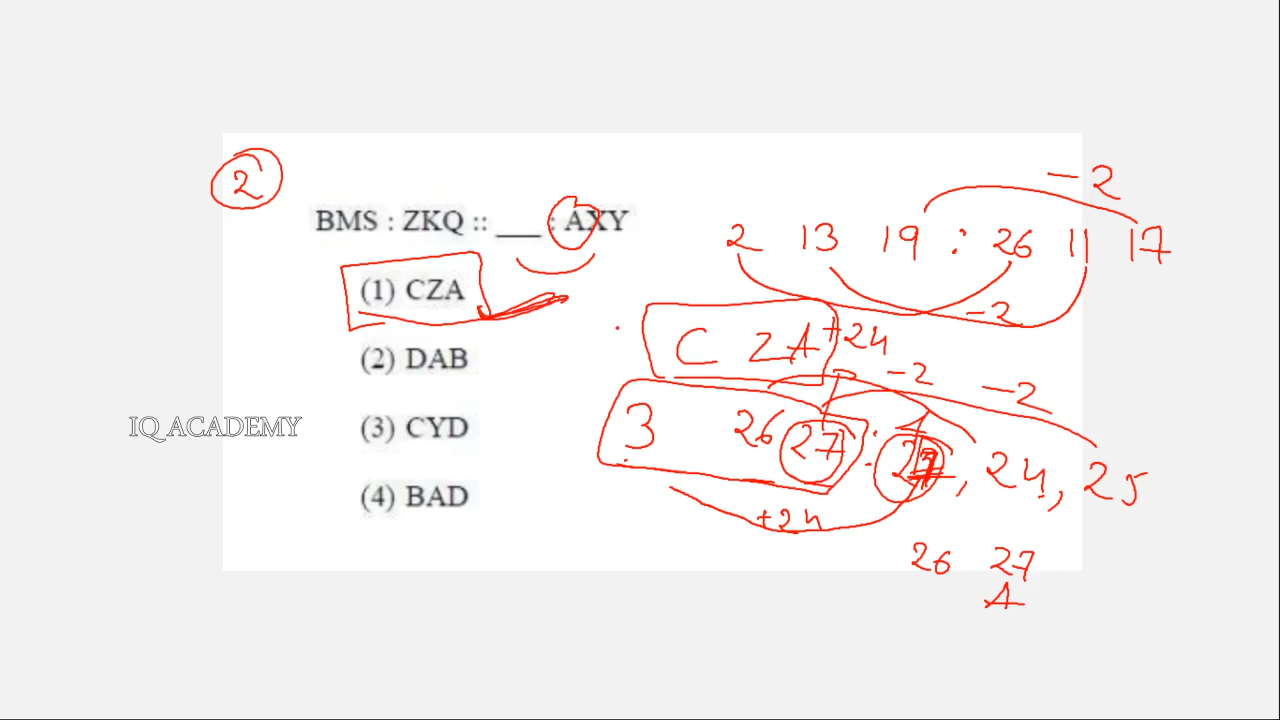 2
BMS : ZKQ :: ___ : AXY
(1) CZA
(2) DAB
(3) CYD
(4) BAD
IQ ACADEMY
-2
2 13 19 : 26 11 17
-2
+24
C Z A
-2 -2
3 26 27 : 27, 24, 25
+24
26 27
A